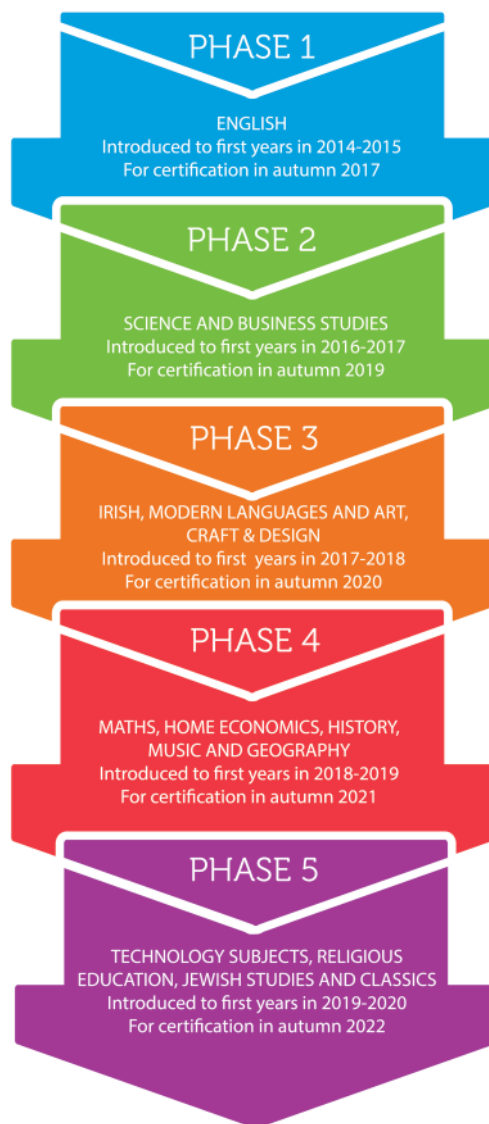 PHASE 1
ENGLISH
Introduced to first years in 2014-2015
For certification in autumn 2017
PHASE 2
SCIENCE AND BUSINESS STUDIES
Introduced to first years in 2016-2017
For certification in autumn 2019
PHASE 3
IRISH, MODERN LANGUAGES AND ART,
CRAFT & DESIGN
Introduced to first years in 2017-2018
For certification in autumn 2020
PHASE 4
MATHS, HOME ECONOMICS, HISTORY,
MUSIC AND GEOGRAPHY
Introduced to first years in 2018-2019
For certification in autumn 2021
PHASE 5
TECHNOLOGY SUBJECTS, RELIGIOUS
EDUCATION, JEWISH STUDIES AND CLASSICS
Introduced to first years in 2019-2020
For certification in autumn 2022